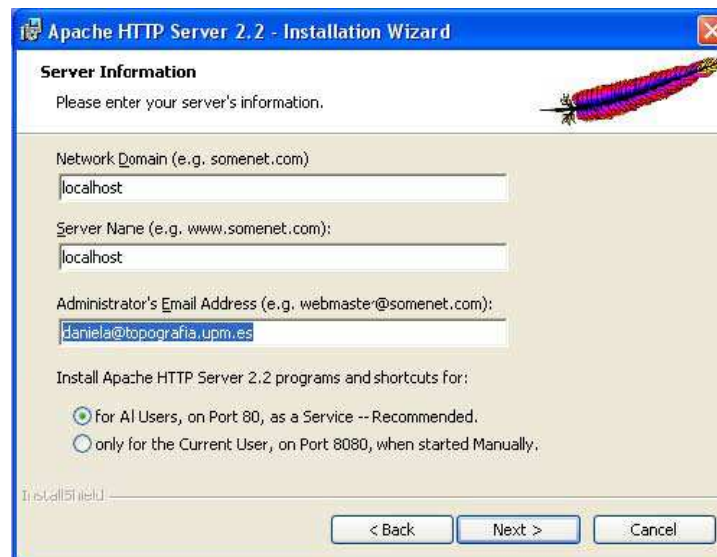 Apache HTTP Server 2.2 - Installation Wizard
Server Information
Please enter your server's information.
Network Domain (e.g. somenet.com)
localhost
Server Name (e.g. www.somenet.com):
localhost
Administrator's Email Address (e.g. webmaster@somenet.com):
daniela@topografia.upm.es
Install Apache HTTP Server 2.2 programs and shortcuts for:
for Al Users, on Port 80, as a Service -- Recommended.
only for the Current User, on Port 8080, when started Manually.
InstallShield
< Back
Next >
Cancel